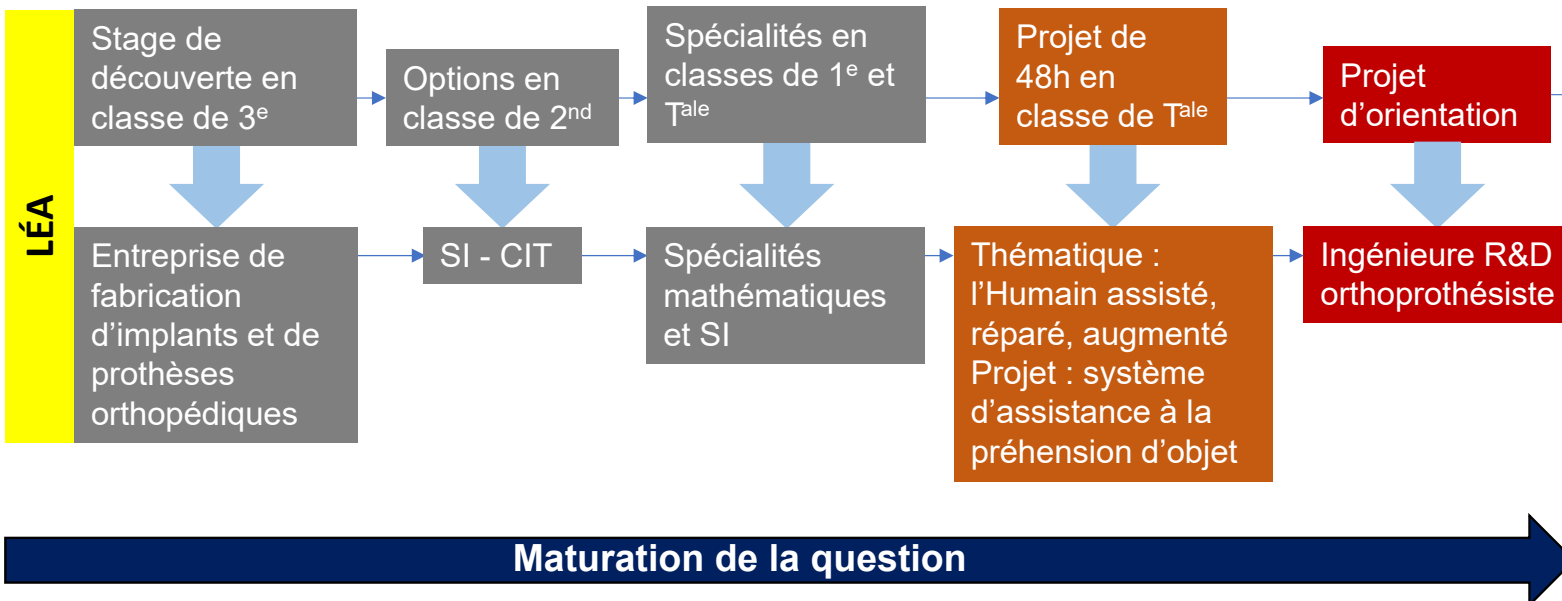 LÉA
Stage de
découverte en
classe de 3e
Options en
classe de 2nd
Spécialités en
classes de 1e et
Tale
Projet de
48h en
classe de Tale
Projet
d’orientation
Entreprise de
fabrication
d’implants et de
prothèses
orthopédiques
SI - CIT
Spécialités
mathématiques
et SI
Thématique :
l’Humain assisté,
réparé, augmenté
Projet : système
d’assistance à la
préhension d’objet
Ingénieure R&D
orthoprothésiste
Maturation de la question